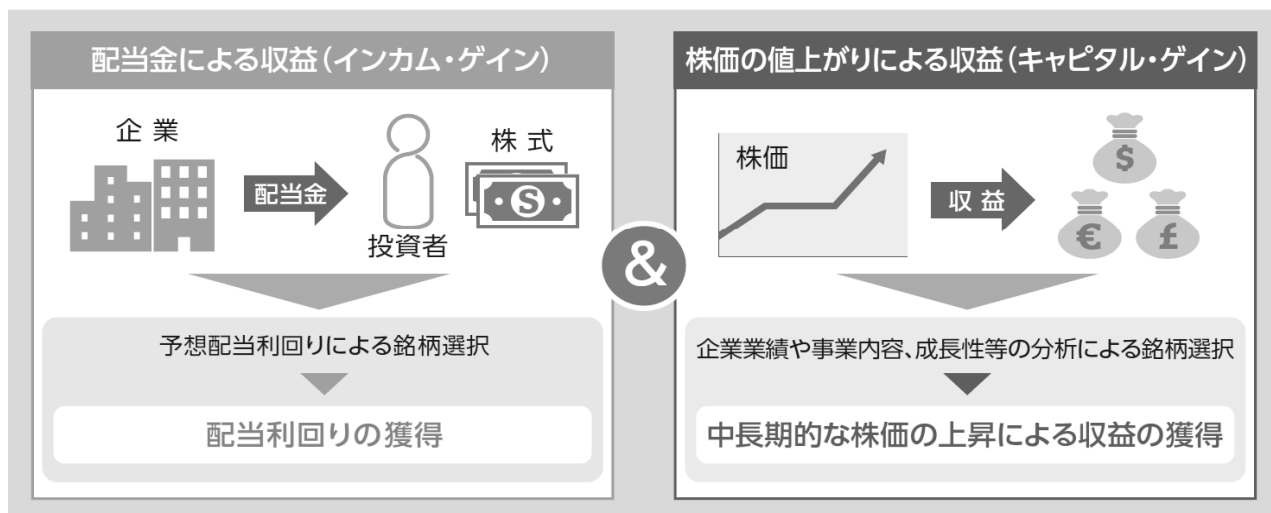 配当金による収益（インカム・ゲイン）
企業
配当金
投資者
株式
S
予想配当利回りによる銘柄選択
配当利回りの獲得
&
株価の値上がりによる収益（キャピタル・ゲイン）
株価
収益
$
€
£
企業業績や事業内容、成長性等の分析による銘柄選択
中長期的な株価の上昇による収益の獲得